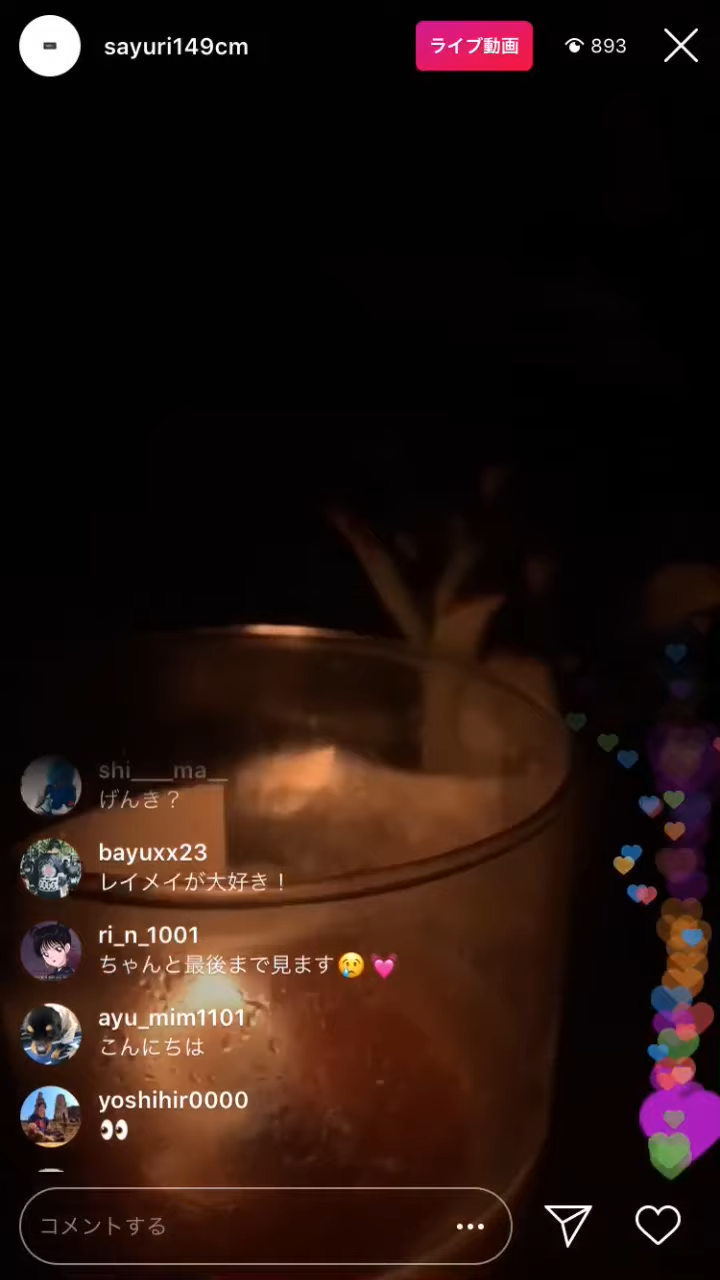 sayuri149cm
ライブ動画
893
shi___ma__
げんき？
bayuxx23
レイメイが大好き！
ri_n_1001
ちゃんと最後まで見ます😢💓
ayu_mim1101
こんにちは
yoshihir0000
👀
コメントする